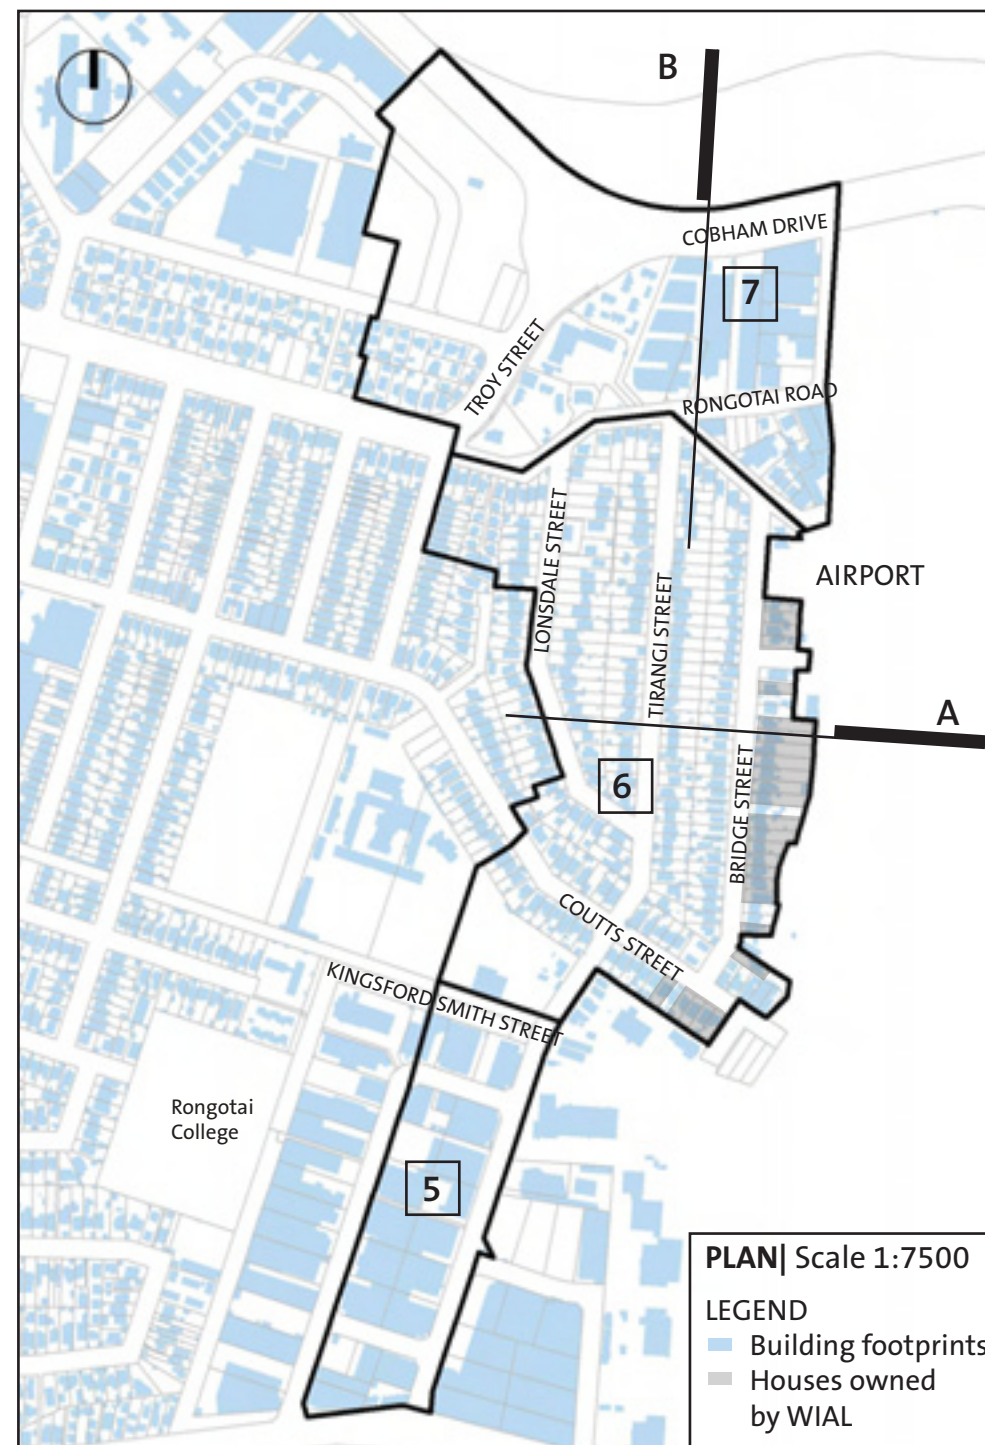 B
COBHAM DRIVE
7
TROY STREET
RONGOTAI ROAD
LONSDALE STREET
AIRPORT
TIRANGI STREET
A
6
BRIDGE STREET
COUTTS STREET
KINGSFORD SMITH STREET
Rongotai
College
5
PLAN| Scale 1:7500
LEGEND
Building footprints
Houses owned
by WIAL